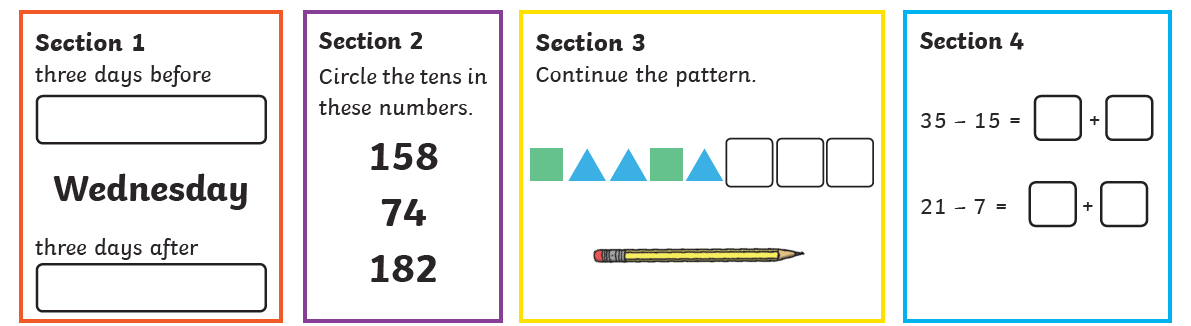 Section 1
three days before
Wednesday
three days after
Section 2
Circle the tens in
these numbers.
158
74
182
Section 3
Continue the pattern.
Section 4
35 – 15 = +
21 – 7 = +